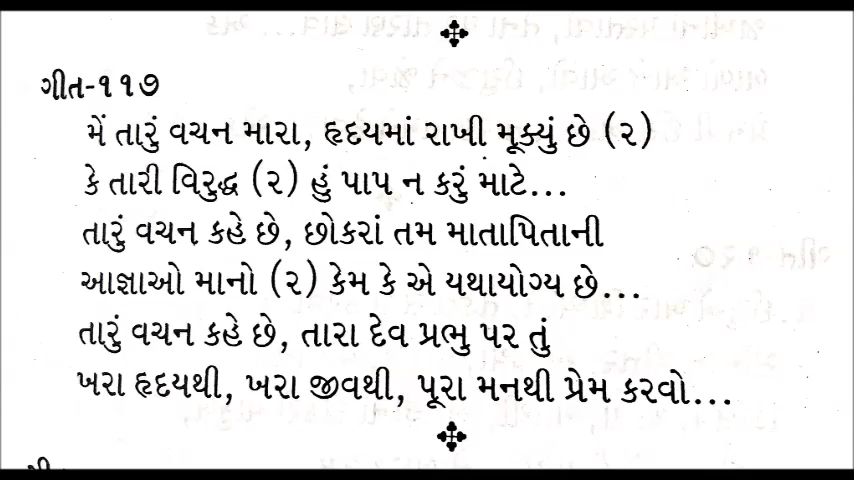 ગીત-૧૧૭
મેં તારું વચન મારા, હૃદયમાં રાખી મૂક્યું છે (૨)
કે તારી વિરુદ્ધ (૨) હું પાપ ન કરું માટે...
તારું વચન કહે છે, છોકરાં તમ માતાપિતાની
આજ્ઞાઓ માનો (૨) કેમ કે એ યથાયોગ્ય છે...
તારું વચન કહે છે, તારા દેવ પ્રભુ પર તું
ખરા હૃદયથી, ખરા જીવથી, પૂરા મનથી પ્રેમ કરવો...